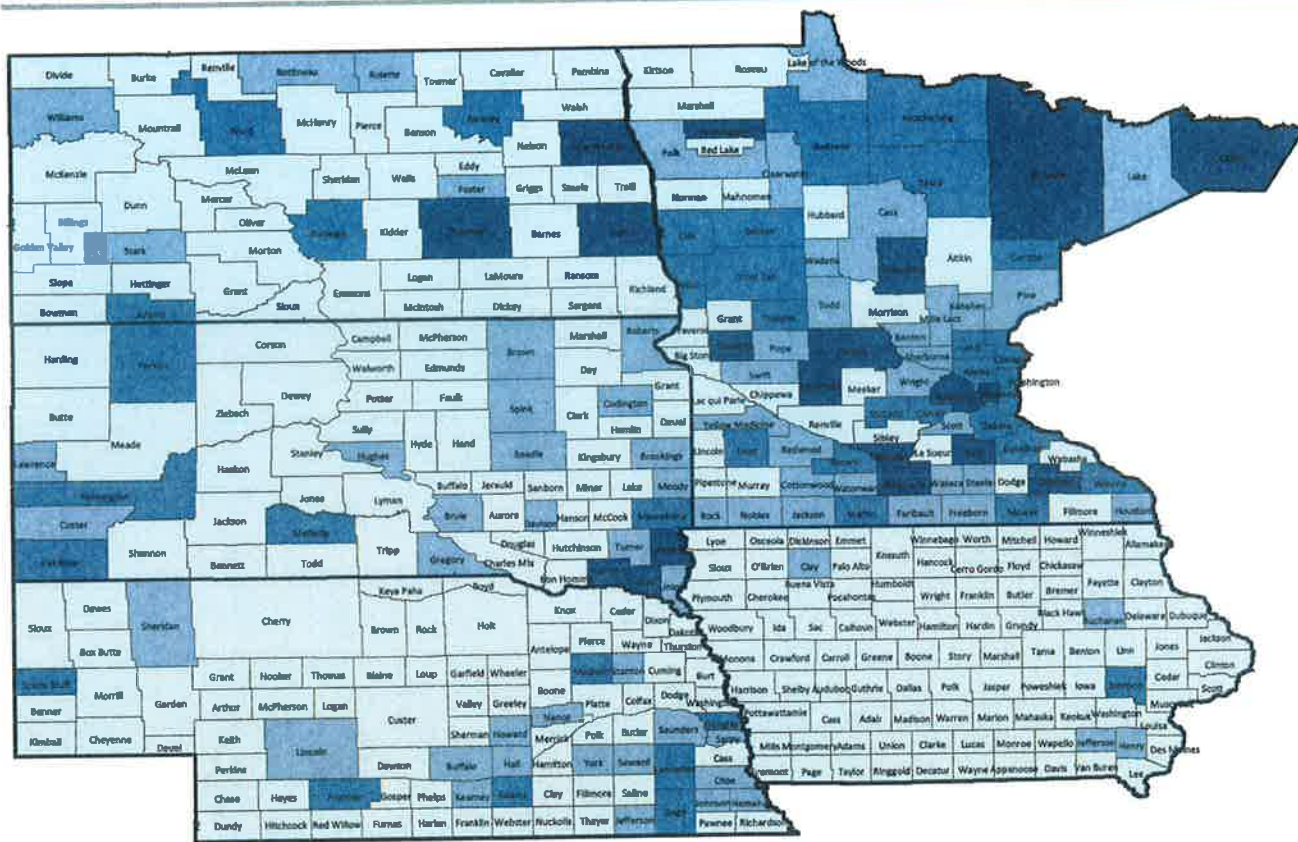 Divide Burke Renville Bottineau Rolette Towner Cavalier Pembina Kittson Roseau Lake of the Woods
Williams Mountrail Ward McHenry Pierce Benson Ramsey Walsh Marshall
Nelson Polk Red Lake
McKenzie McLean Sheridan Wells Eddy Foster Griggs Steele Traill Norman Mahnomen Clearwater
Dunn Mercer Oliver
Billings Golden Valley Stark Morton Kidder Barnes Hubbard Cass Lake
Wadena Aitkin
Slope Hettinger Grant Sioux Emmons Logan LaMoure Ransom Richland
Bowman Adams McIntosh Dickey Sargent Todd Morrison Mille Lacs Kanabec Pine
Harding Perkins Corson Campbell McPherson Brown Marshall Roberts Traverse Grant Benton
Walworth Edmunds Day Big Ston Pope Sherburne
Butte Meade Ziebach Dewey Potter Faulk Spink Clark Codington Grant Swift Meeker Wright Washington
Hamlin Deuel Lac qui Parle Chippewa
Sully Hyde Hand Yellow Medicine Renville Sibley Scott
Lawrence Haakon Stanley Hughes Beadle Kingsbury Brookings Lincoln Redwood Le Sueur Wabasha
Pennington Jones Lyman Buffalo Jerauld Sanborn Miner Lake Moody Pipestone Murray Cottonwood Watonwan Waseca Steele Dodge
Custer Jackson Mellette Brule Aurore Davison Hanson McCook Rock Nobles Jackson Martin Faribault Freeborn Mower Fillmore Houston
Shannon Bennett Todd Tripp Gregory Douglas Charles Mix Hutchinson Turner Bon Homm
Lyon Osceola Dickinson Emmet Kossuth Winnebago Worth Mitchell Howard Winneshiek Allamakee
Sioux O'Brien Clay Palo Alto Hancock Cerro Gordo Floyd Chickasaw
Plymouth Cherokee Buena Vista Pocahontas Humboldt Wright Franklin Butler Bremer Fayette Clayton
Woodbury Ida Sac Calhoun Webster Hamilton Hardin Grundy Black Hawk Buchanan Delaware Dubuque
Monona Crawford Carroll Greene Boone Story Marshall Tama Benton Linn Jones Jackson
Harrison Shelby Audubon Guthrie Dallas Polk Jasper Poweshiek Iowa Johnson Cedar Clinton Scott
Pottawattamie Cass Adair Madison Warren Marion Mahaska Keokuk Washington Louisa
Mills Montgomery Adams Union Clarke Lucas Monroe Wapello Jefferson Henry Des Moines
Page Taylor Ringgold Decatur Wayne Appanoose Davis Van Buren Lee
Sioux Dawes Sheridan Cherry Keya Paha Boyd Knox Cedar Dixon
Box Butte Brown Rock Holt Antelope Pierce Wayne Thurston
Scotts Bluff Morrill Garden Grant Hooker Thomas Blaine Loup Garfield Wheeler Boone Madison Stanton Cuming Burt
Banner Arthur McPherson Logan Custer Valley Greeley Nance Platte Colfax Dodge Washington
Kimball Cheyenne Deuel Keith Lincoln Sherman Howard Merrick Polk Butler Saunders Sarpy
Perkins Dawson Buffalo Hall Hamilton York Seward Cass Otoe
Chase Hayes Gosper Phelps Kearney Adams Clay Fillmore Saline Johnson
Dundy Hitchcock Red Willow Furnas Harlan Franklin Webster Nuckolls Thayer Jefferson Gage Pawnee Richardson